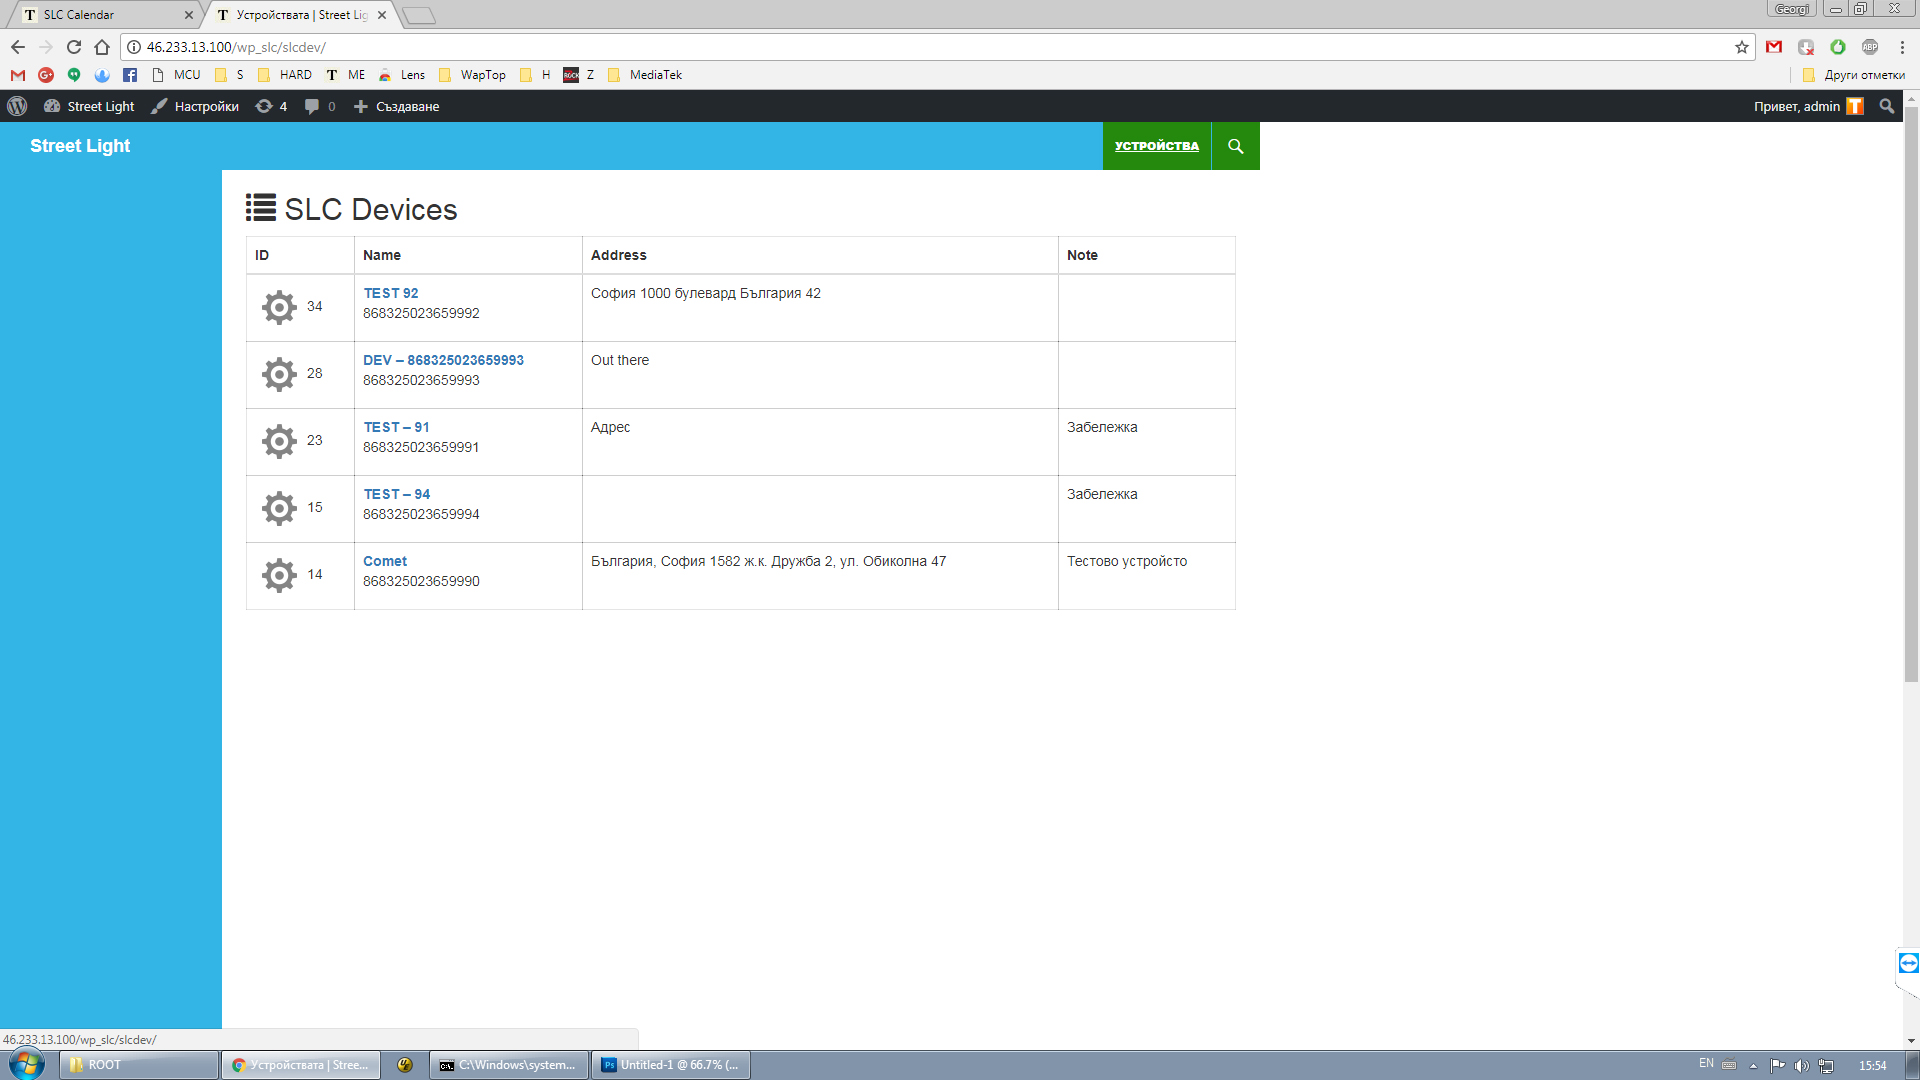 SLC Calendar
Устройствата | Street Lig
Georgi
46.233.13.100/wp_slc/slcdev/
MCU S HARD T ME Lens WapTop H Z MediaTek
Други отметки
Street Light Настройки 4 0 Създаване
Привет, admin
Street Light
УСТРОЙСТВА
SLC Devices
ID Name Address Note
34 TEST 92 София 1000 булевард България 42
868325023659992
28 DEV – 868325023659993 Out there
868325023659993
23 TEST – 91 Адрес Забележка
868325023659991
15 TEST – 94 Забележка
868325023659994
14 Comet България, София 1582 ж.к. Дружба 2, ул. Обиколна 47 Тестово устройсто
868325023659990
46.233.13.100/wp_slc/slcdev/
ROOT
Устройствата | Stree...
C:\Windows\system...
Ps Untitled-1 @ 66.7% (...
EN
15:54